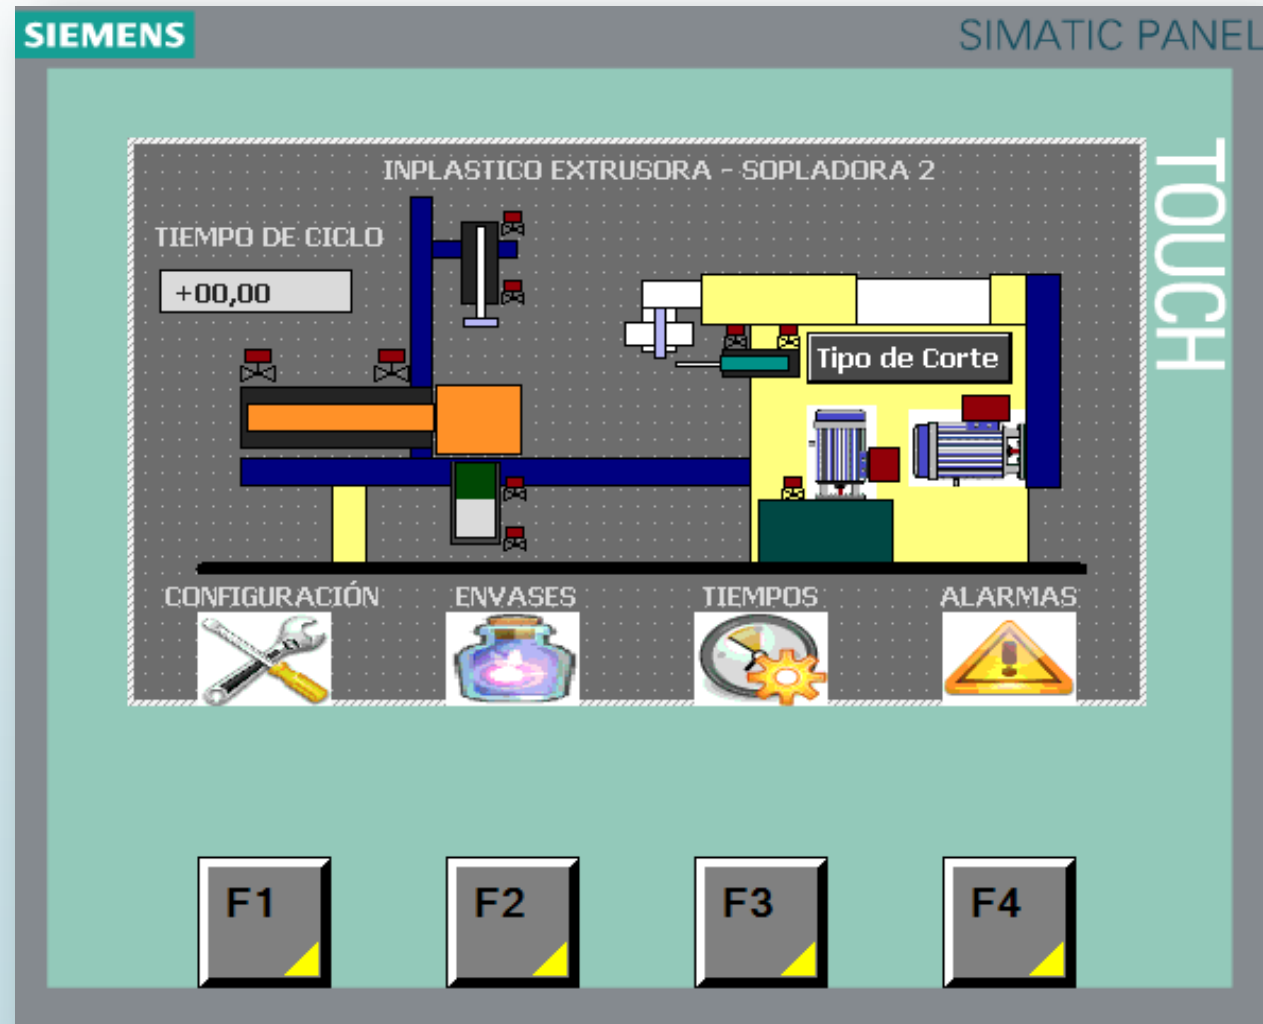 SIEMENS
SIMATIC PANEL
TOUCH
INPLASTICO EXTRUSORA - SOPLADORA 2
TIEMPO DE CICLO
+00,00
Tipo de Corte
CONFIGURACIÓN ENVASES TIEMPOS ALARMAS
F1 F2 F3 F4